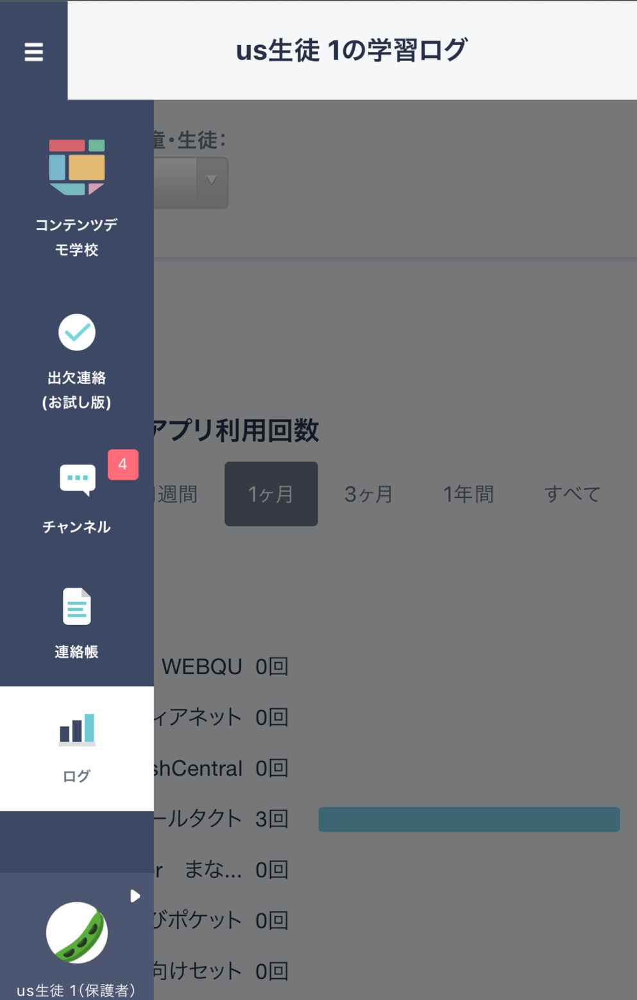 us生徒 1の学習ログ
童・生徒:
コンテンツデ
モ学校
出欠連絡
(お試し版)
アプリ利用回数
4
チャンネル
週間
1ヶ月
3ヶ月
1年間
すべて
連絡帳
WEBQU 0回
ィアネット 0回
shCentral 0回
ログ
ールタクト 3回
r まな... 0回
びポケット 0回
向けセット 0回
us生徒 1(保護者)